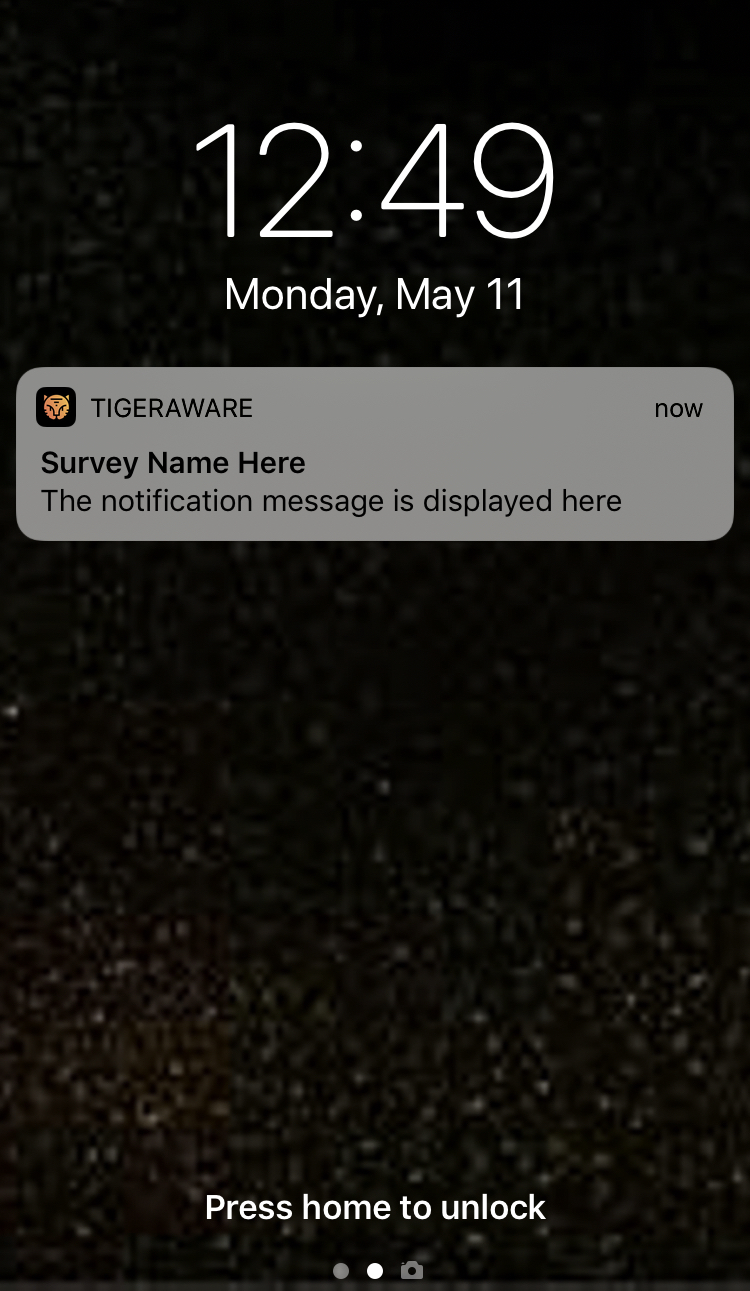 12:49
Monday, May 11
TIGERAWARE now
Survey Name Here
The notification message is displayed here
Press home to unlock